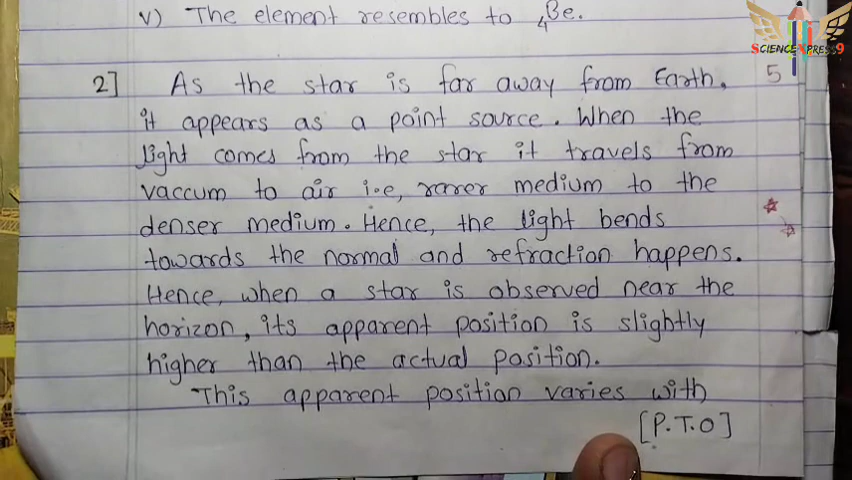 v) The element resembles to ₄Be.
SCIENCEXPRESS9
2] As the star is far away from Earth, 5
it appears as a point source. When the
light comes from the star it travels from
vaccum to air i.e, rarer medium to the
denser medium. Hence, the light bends
towards the normal and refraction happens.
Hence, when a star is observed near the
horizon, its apparent position is slightly
higher than the actual position.
This apparent position varies with
[P.T.O]